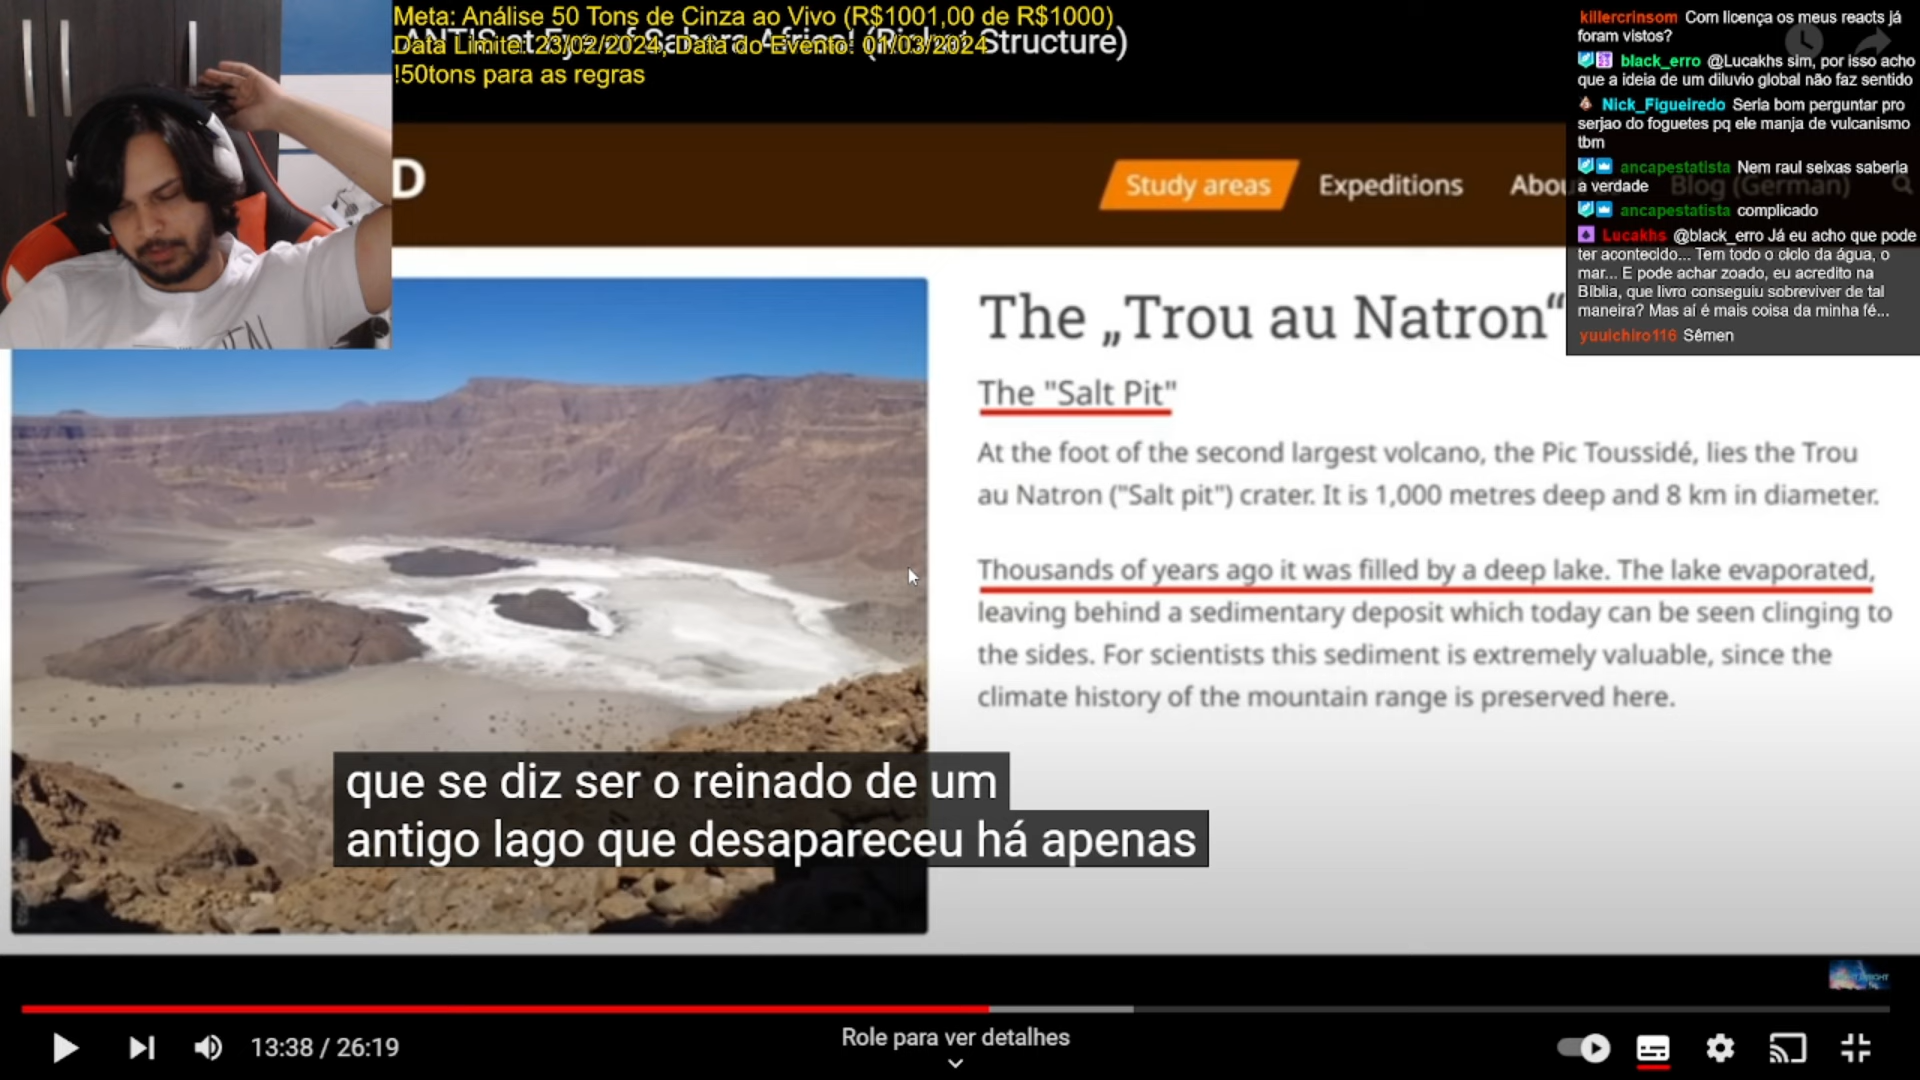 Meta: Análise 50 Tons de Cinza ao Vivo (R$1001,00 de R$1000)
Data Limite: 23/02/2024, Data do Evento: 01/03/2024
!50tons para as regras
Structure)
D
Study areas
Expeditions
Abou
Blog (German)
killercrinsom Com licença os meus reacts já
foram vistos?
black_erro @Lucakhs sim, por isso acho
que a ideia de um diluvio global não faz sentido
Nick_Figueiredo Seria bom perguntar pro
serjao do foguetes pq ele manja de vulcanismo
tbm
ancapestatista Nem raul seixas saberia
a verdade
ancapestatista complicado
Lucakhs @black_erro Já eu acho que pode
ter acontecido... Tem todo o ciclo da água, o
mar... E pode achar zoado, eu acredito na
Bíblia, que livro conseguiu sobreviver de tal
maneira? Mas aí é mais coisa da minha fé...
yuuichiro116 Sêmen
The „Trou au Natron“
The "Salt Pit"
At the foot of the second largest volcano, the Pic Toussidé, lies the Trou
au Natron ("Salt pit") crater. It is 1,000 metres deep and 8 km in diameter.
Thousands of years ago it was filled by a deep lake. The lake evaporated,
leaving behind a sedimentary deposit which today can be seen clinging to
the sides. For scientists this sediment is extremely valuable, since the
climate history of the mountain range is preserved here.
que se diz ser o reinado de um
antigo lago que desapareceu há apenas
13:38 / 26:19
Role para ver detalhes